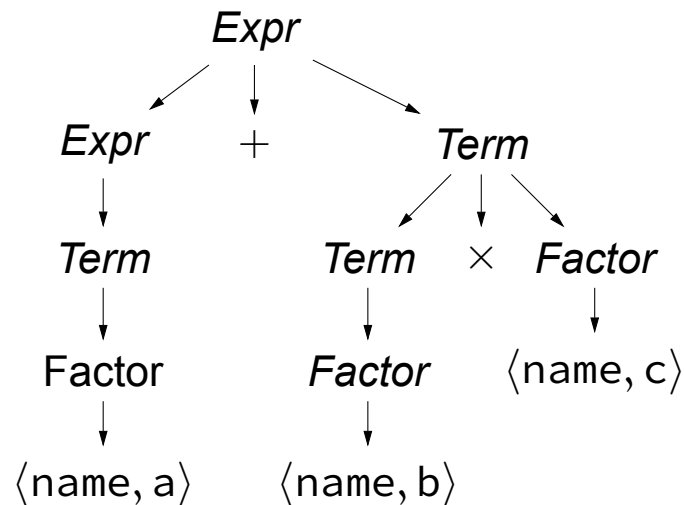 Expr
Expr + Term
Term Term × Factor
Factor Factor ⟨name, c⟩
⟨name, a⟩ ⟨name, b⟩